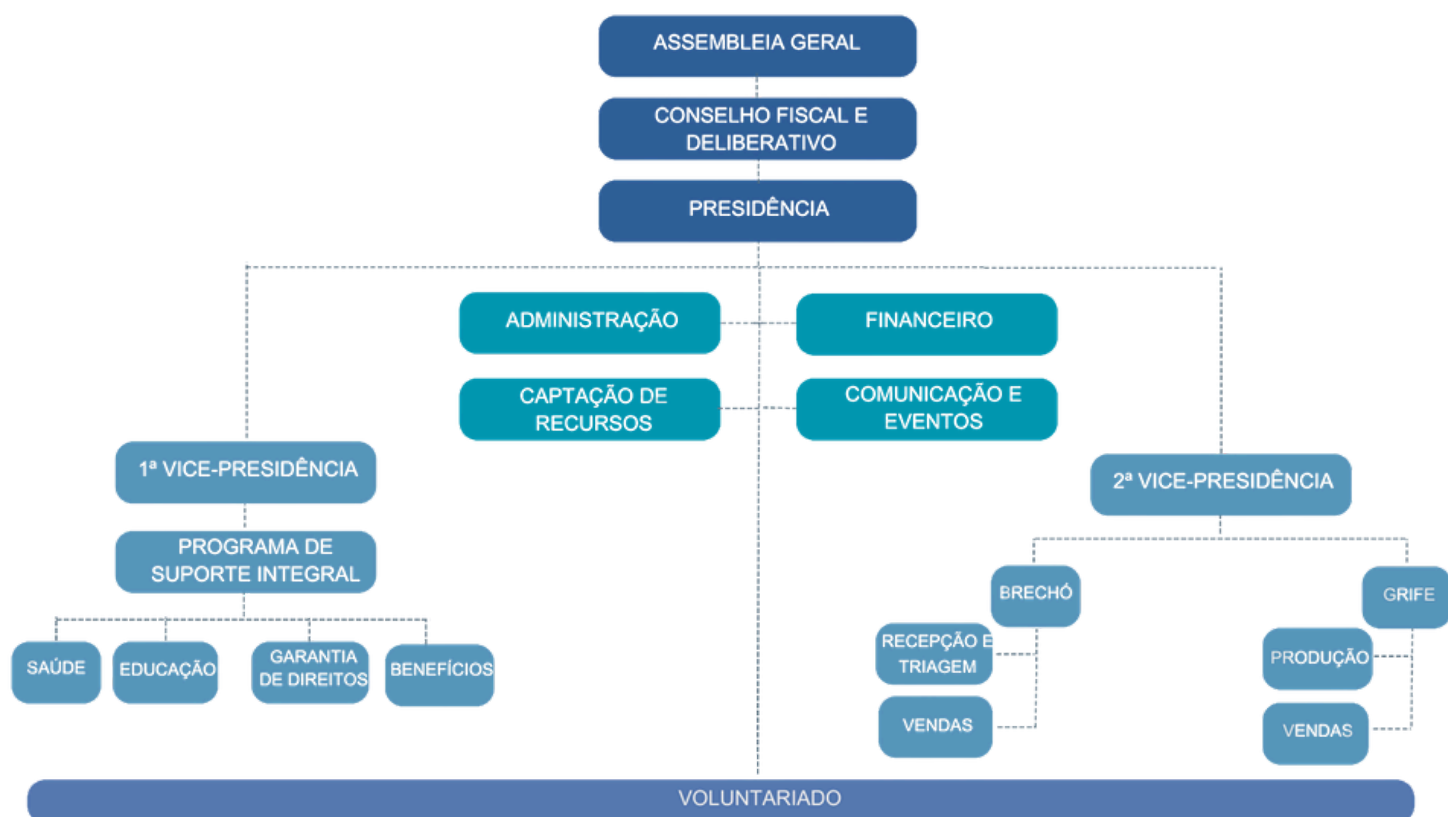 ASSEMBLEIA GERAL
CONSELHO FISCAL E
DELIBERATIVO
PRESIDÊNCIA
ADMINISTRAÇÃO
FINANCEIRO
CAPTAÇÃO DE
RECURSOS
COMUNICAÇÃO E
EVENTOS
1ª VICE-PRESIDÊNCIA
PROGRAMA DE
SUPORTE INTEGRAL
SAÚDE
EDUCAÇÃO
GARANTIA
DE DIREITOS
BENEFÍCIOS
2ª VICE-PRESIDÊNCIA
BRECHÓ
RECEPÇÃO E
TRIAGEM
VENDAS
GRIFE
PRODUÇÃO
VENDAS
VOLUNTARIADO